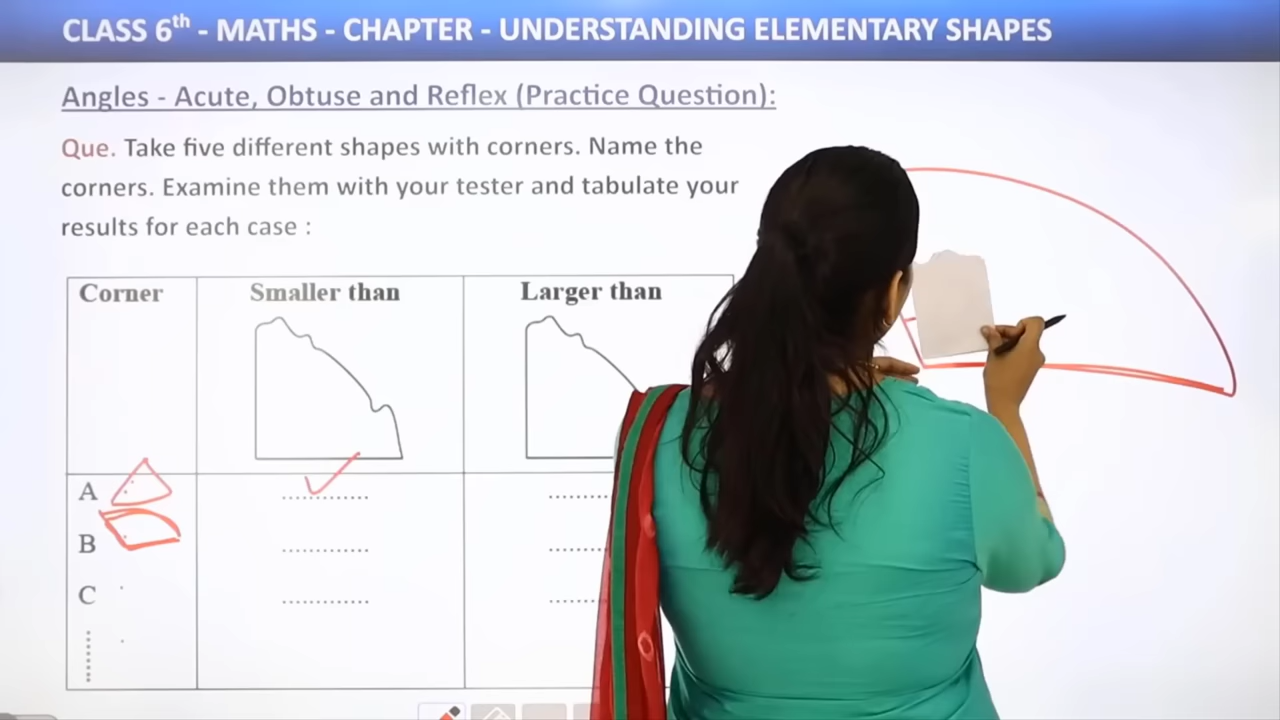 CLASS 6th - MATHS - CHAPTER - UNDERSTANDING ELEMENTARY SHAPES
Angles - Acute, Obtuse and Reflex (Practice Question):
Que. Take five different shapes with corners. Name the
corners. Examine them with your tester and tabulate your
results for each case :
Corner Smaller than Larger than
A ............. ..........
B ............. ..........
C ............. ..........
.........